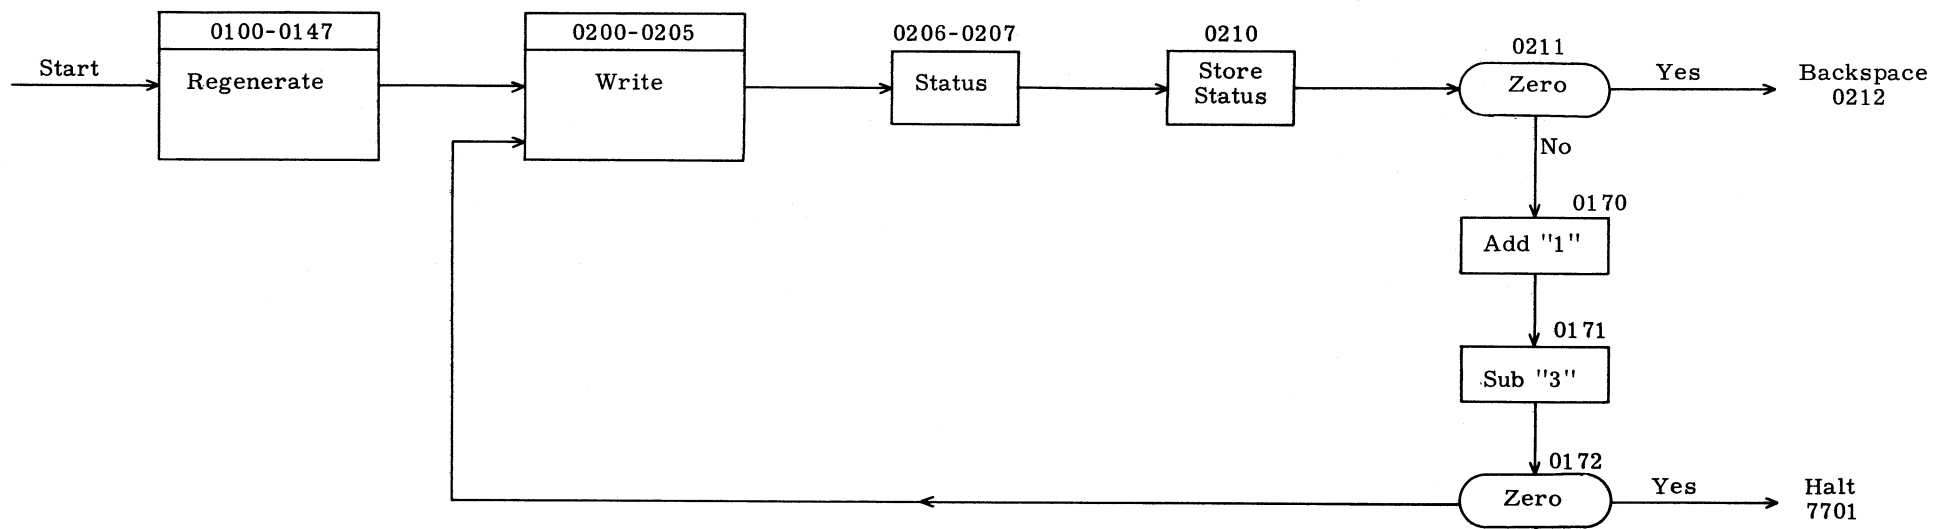 Start
0100-0147
Regenerate
0200-0205
Write
0206-0207
Status
0210
Store
Status
0211
Zero
Yes
Backspace
0212
No
0170
Add "1"
0171
Sub "3"
0172
Zero
Yes
Halt
7701